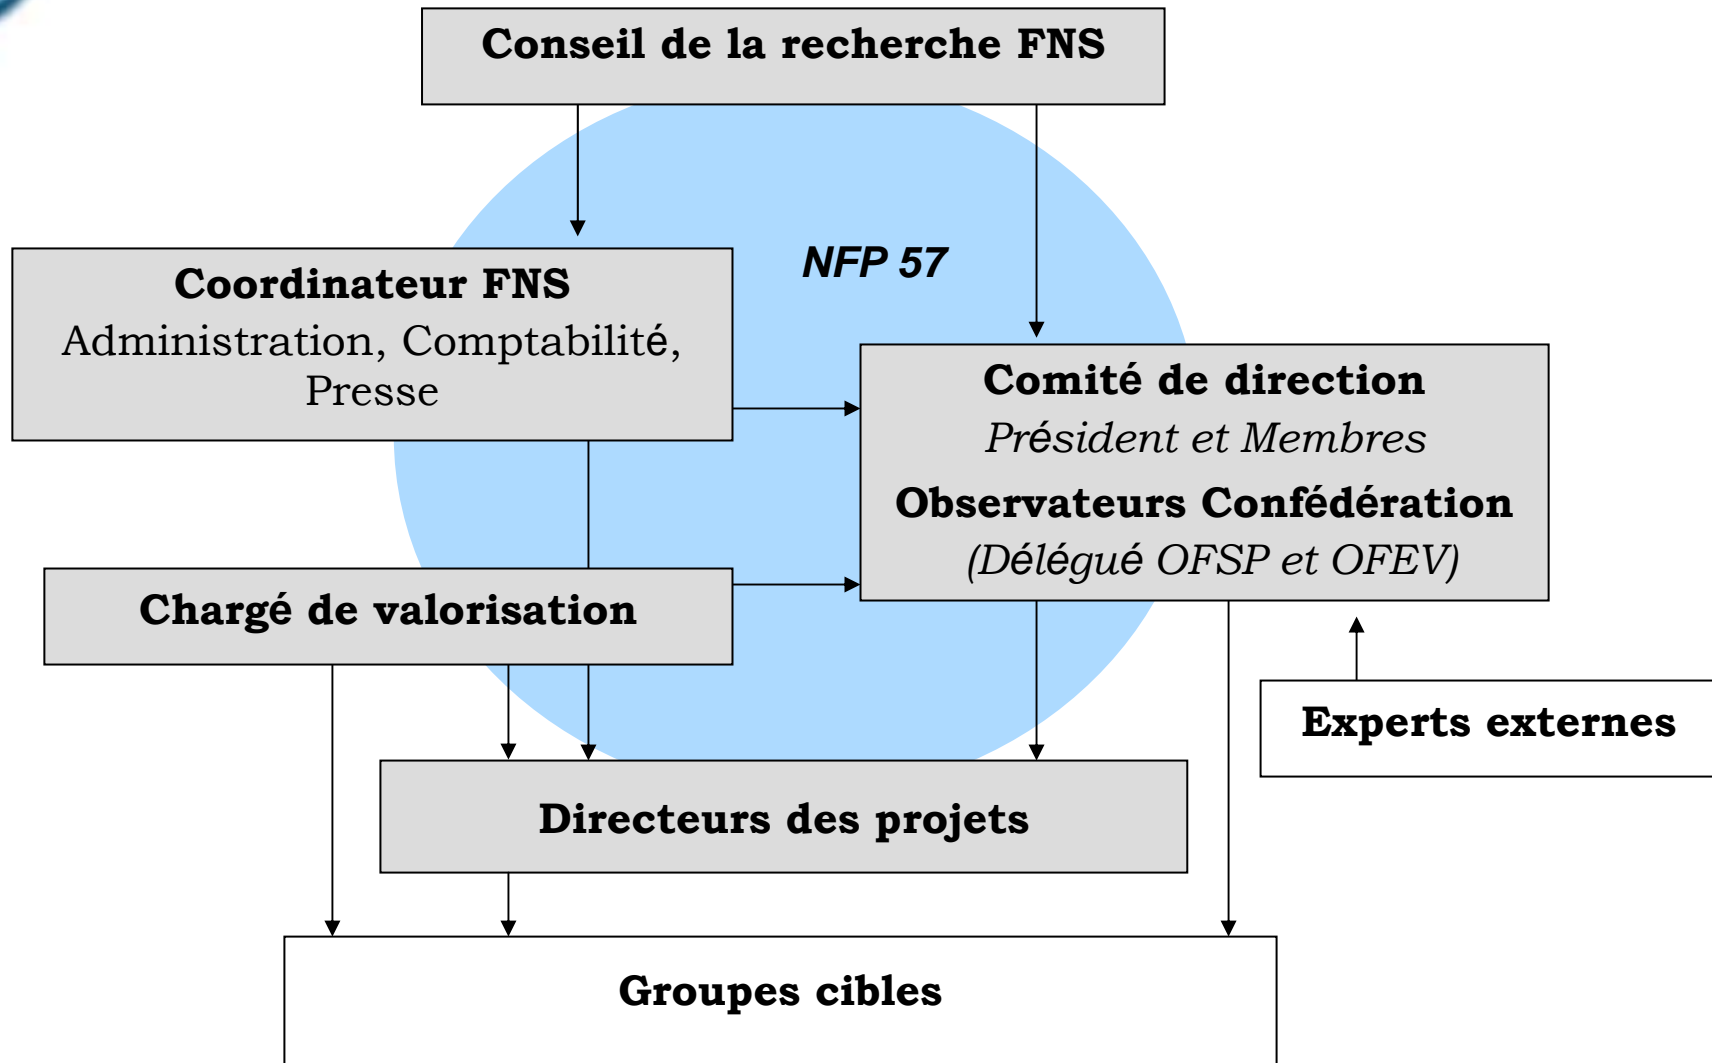 Conseil de la recherche FNS
NFP 57
Coordinateur FNS
Administration, Comptabilité,
Presse
Comité de direction
Président et Membres
Observateurs Confédération
(Délégué OFSP et OFEV)
Chargé de valorisation
Experts externes
Directeurs des projets
Groupes cibles